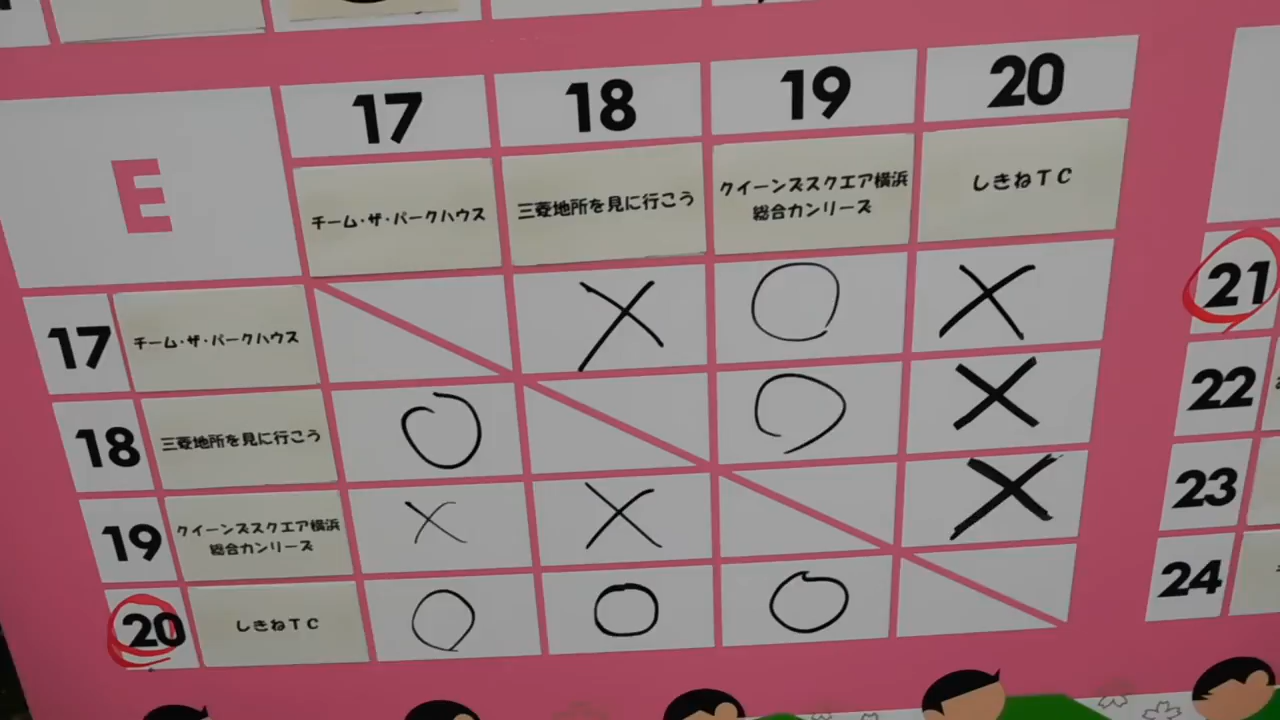 E
17
18
19
20
チーム・ザ・パークハウス
三菱地所を見に行こう
クイーンズスクエア横浜
総合カンリーズ
しきねTC
17
チーム・ザ・パークハウス
× ○ ×
18
三菱地所を見に行こう
○ ○ ×
19
クイーンズスクエア横浜
総合カンリーズ
× × ×
20
しきねTC
○ ○ ○
21
22
23
24